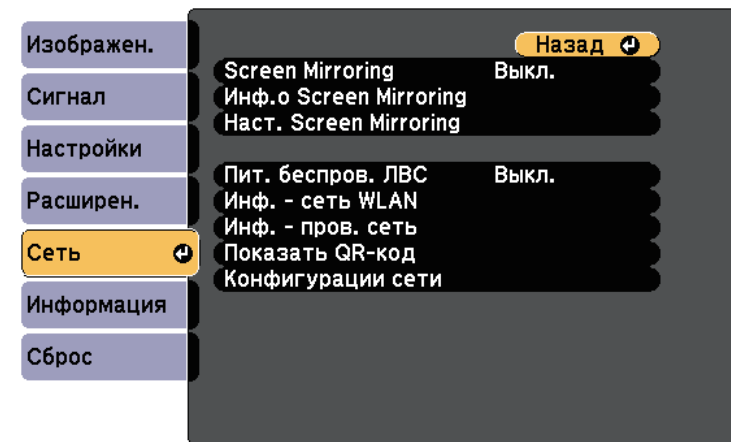 Изображен.
Сигнал
Настройки
Расширен.
Сеть
Информация
Сброс
Назад
Screen Mirroring Выкл.
Инф.о Screen Mirroring
Наст. Screen Mirroring
Пит. беспров. ЛВС Выкл.
Инф. - сеть WLAN
Инф. - пров. сеть
Показать QR-код
Конфигурации сети